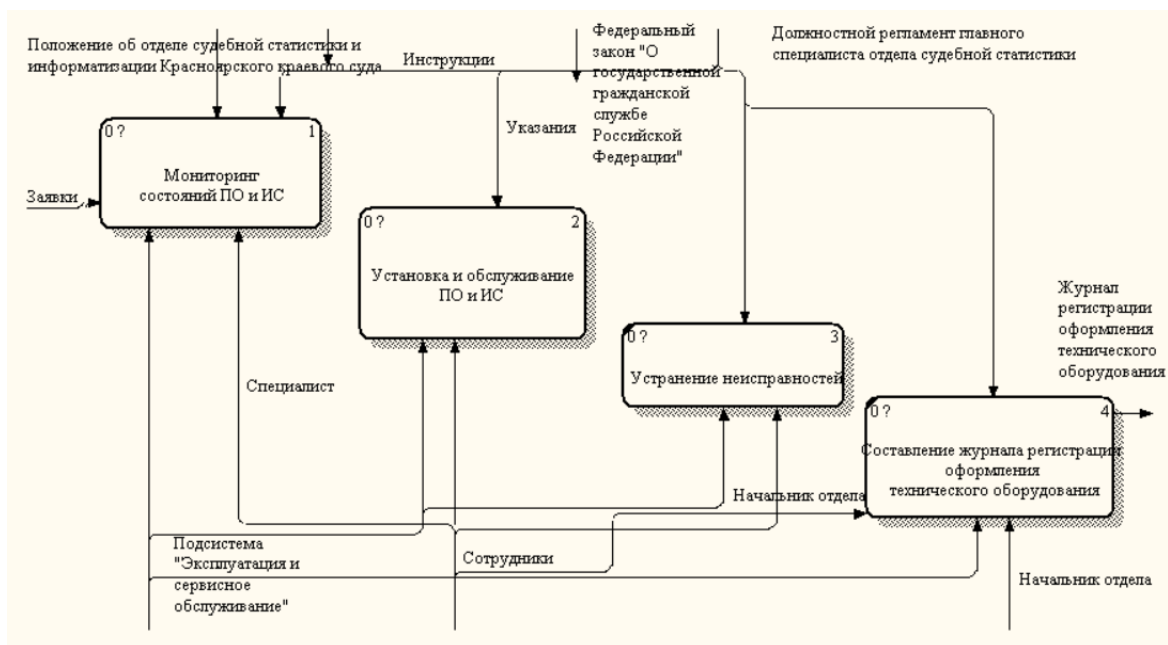 Положение об отделе судебной статистики и
информатизации Красноярского краевого суда
Инструкции
Федеральный
закон "О
государственной
гражданской
службе
Российской
Федерации"
Должностной регламент главного
специалиста отдела судебной статистики
Указания
Заявки
0 ?
1
Мониторинг
состояний ПО и ИС
0 ?
2
Установка и обслуживание
ПО и ИС
0 ?
3
Устранение неисправностей
Журнал
регистрации
оформления
технического
оборудования
0 ?
4
Составление журнала регистрации
оформления
технического оборудования
Специалист
Начальник отдела
Подсистема
"Эксплуатация и
сервисное
обслуживание"
Сотрудники
Начальник отдела